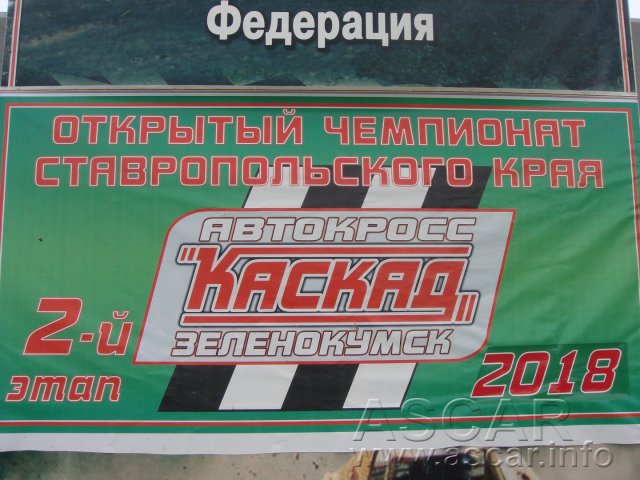 Федерация
ОТКРЫТЫЙ ЧЕМПИОНАТ
СТАВРОПОЛЬСКОГО КРАЯ
АВТОКРОСС
"КАСКАД"
ЗЕЛЕНОКУМСК
2-й
этап
2018
ASCAR
www.ascar.info